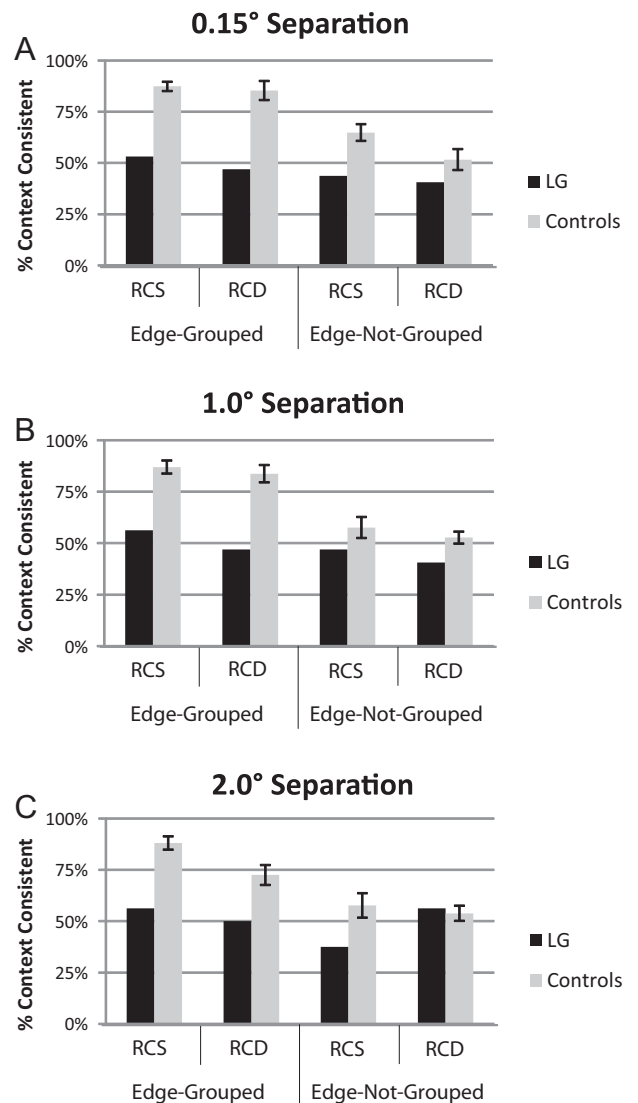 0.15° Separation
A
100%
75%
50%
25%
0%
% Context Consistent
RCS RCD RCS RCD
Edge-Grouped Edge-Not-Grouped
LG
Controls
1.0° Separation
B
100%
75%
50%
25%
0%
% Context Consistent
RCS RCD RCS RCD
Edge-Grouped Edge-Not-Grouped
LG
Controls
2.0° Separation
C
100%
75%
50%
25%
0%
% Context Consistent
RCS RCD RCS RCD
Edge-Grouped Edge-Not-Grouped
LG
Controls